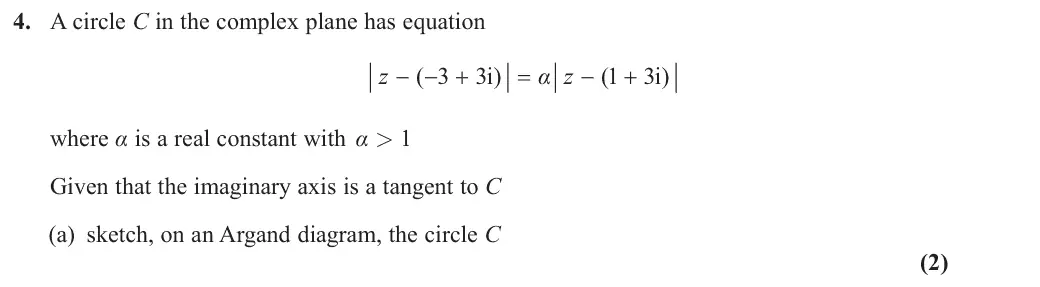 4. A circle C in the complex plane has equation
|z − (−3 + 3i)| = α|z − (1 + 3i)|
where α is a real constant with α > 1
Given that the imaginary axis is a tangent to C
(a) sketch, on an Argand diagram, the circle C
(2)